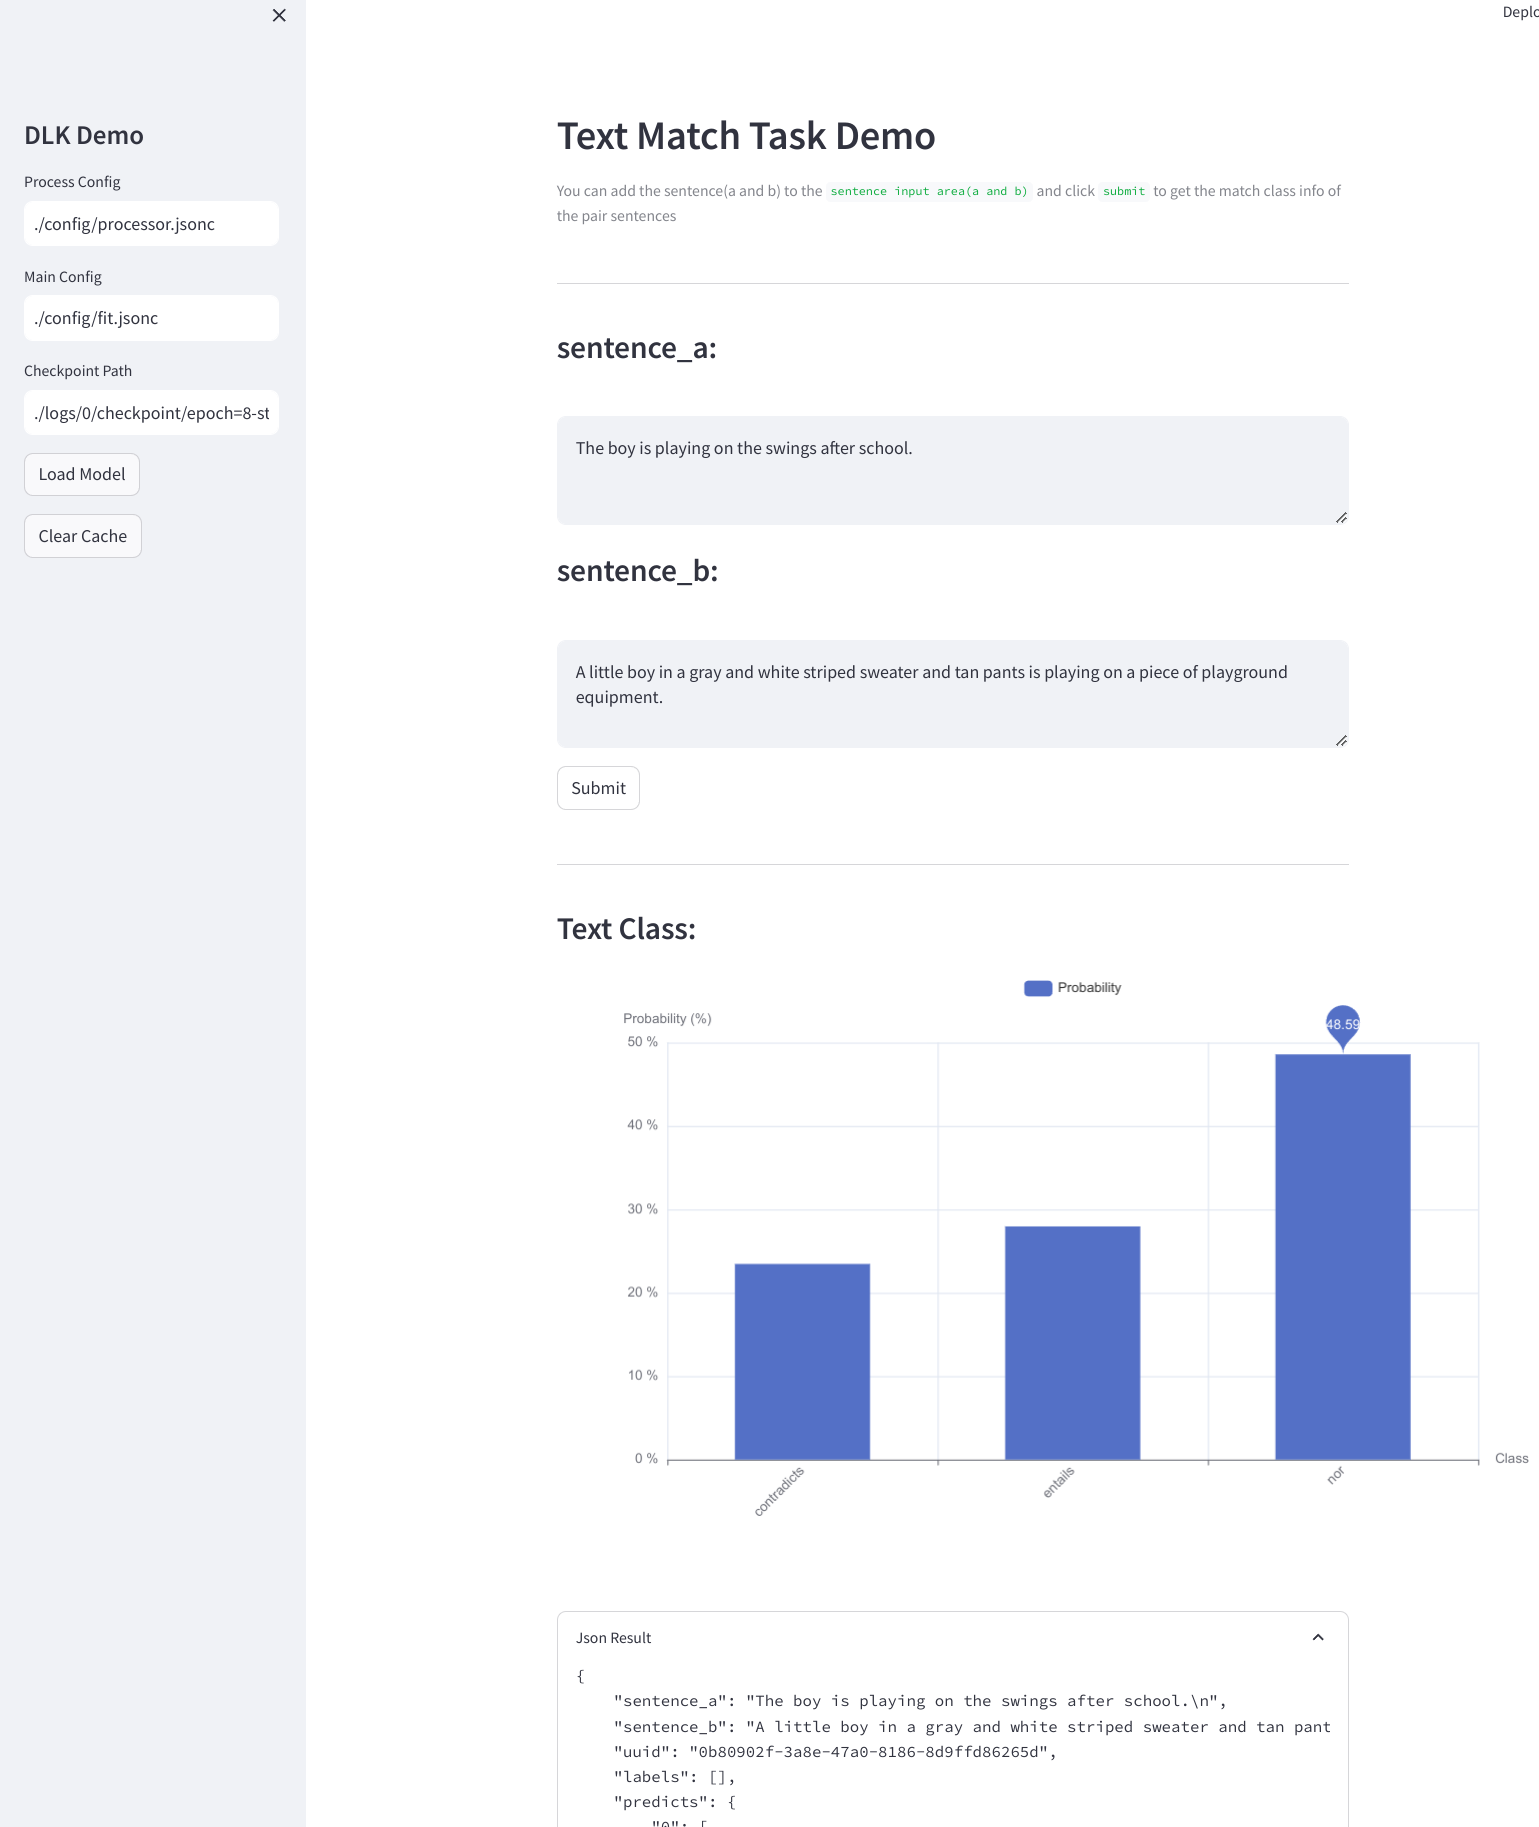 Deplo
DLK Demo
Process Config
./config/processor.jsonc
Main Config
./config/fit.jsonc
Checkpoint Path
./logs/0/checkpoint/epoch=8-st
Load Model
Clear Cache
Text Match Task Demo
You can add the sentence(a and b) to the sentence input area(a and b) and click submit to get the match class info of
the pair sentences
sentence_a:
The boy is playing on the swings after school.
sentence_b:
A little boy in a gray and white striped sweater and tan pants is playing on a piece of playground
equipment.
Submit
Text Class:
Probability
Probability (%)
48.59
50 %
40 %
30 %
20 %
10 %
0 %
Class
contradicts
entails
nor
Json Result
{
    "sentence_a": "The boy is playing on the swings after school.\n",
    "sentence_b": "A little boy in a gray and white striped sweater and tan pant
    "uuid": "0b80902f-3a8e-47a0-8186-8d9ffd86265d",
    "labels": [],
    "predicts": {
        "0": [